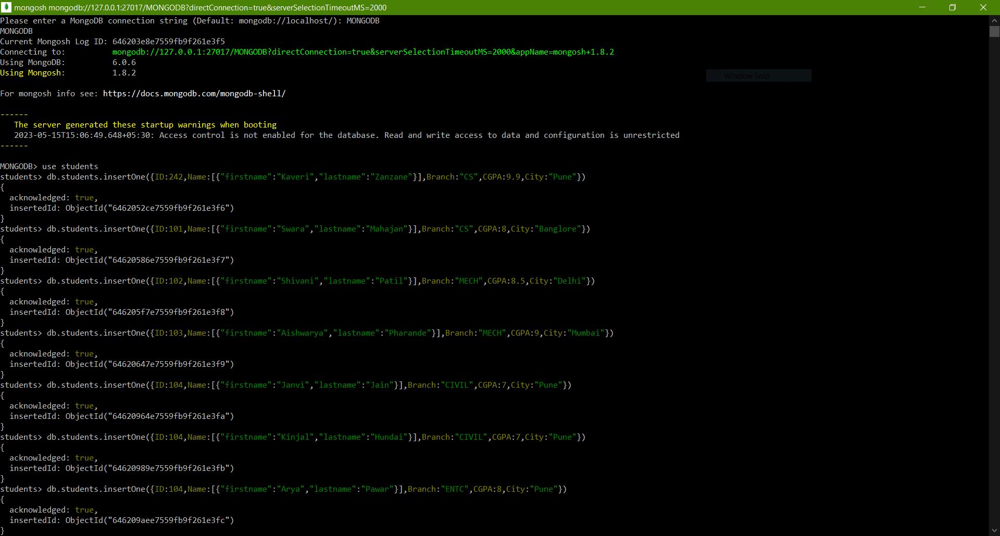 mongosh mongodb://127.0.0.1:27017/MONGODB?directConnection=true&serverSelectionTimeoutMS=2000
Please enter a MongoDB connection string (Default: mongodb://localhost/): MONGODB
MONGODB
Current Mongosh Log ID: 646203e8e7559fb9f261e3f5
Connecting to:          mongodb://127.0.0.1:27017/MONGODB?directConnection=true&serverSelectionTimeoutMS=2000&appName=mongosh+1.8.2
Using MongoDB:          6.0.6
Using Mongosh:          1.8.2
Window Snip
For mongosh info see: https://docs.mongodb.com/mongodb-shell/
------
   The server generated these startup warnings when booting
   2023-05-15T15:06:49.648+05:30: Access control is not enabled for the database. Read and write access to data and configuration is unrestricted
------
MONGODB> use students
students> db.students.insertOne({ID:242,Name:[{"firstname":"Kaveri","lastname":"Zanzane"}],Branch:"CS",CGPA:9.9,City:"Pune"})
{
  acknowledged: true,
  insertedId: ObjectId("6462052ce7559fb9f261e3f6")
}
students> db.students.insertOne({ID:101,Name:[{"firstname":"Swara","lastname":"Mahajan"}],Branch:"CS",CGPA:8,City:"Banglore"})
{
  acknowledged: true,
  insertedId: ObjectId("64620586e7559fb9f261e3f7")
}
students> db.students.insertOne({ID:102,Name:[{"firstname":"Shivani","lastname":"Patil"}],Branch:"MECH",CGPA:8.5,City:"Delhi"})
{
  acknowledged: true,
  insertedId: ObjectId("646205f7e7559fb9f261e3f8")
}
students> db.students.insertOne({ID:103,Name:[{"firstname":"Aishwarya","lastname":"Pharande"}],Branch:"MECH",CGPA:9,City:"Mumbai"})
{
  acknowledged: true,
  insertedId: ObjectId("64620647e7559fb9f261e3f9")
}
students> db.students.insertOne({ID:104,Name:[{"firstname":"Janvi","lastname":"Jain"}],Branch:"CIVIL",CGPA:7,City:"Pune"})
{
  acknowledged: true,
  insertedId: ObjectId("64620964e7559fb9f261e3fa")
}
students> db.students.insertOne({ID:104,Name:[{"firstname":"Kinjal","lastname":"Hundai"}],Branch:"CIVIL",CGPA:7,City:"Pune"})
{
  acknowledged: true,
  insertedId: ObjectId("64620989e7559fb9f261e3fb")
}
students> db.students.insertOne({ID:104,Name:[{"firstname":"Arya","lastname":"Pawar"}],Branch:"ENTC",CGPA:8,City:"Pune"})
{
  acknowledged: true,
  insertedId: ObjectId("646209aee7559fb9f261e3fc")
}